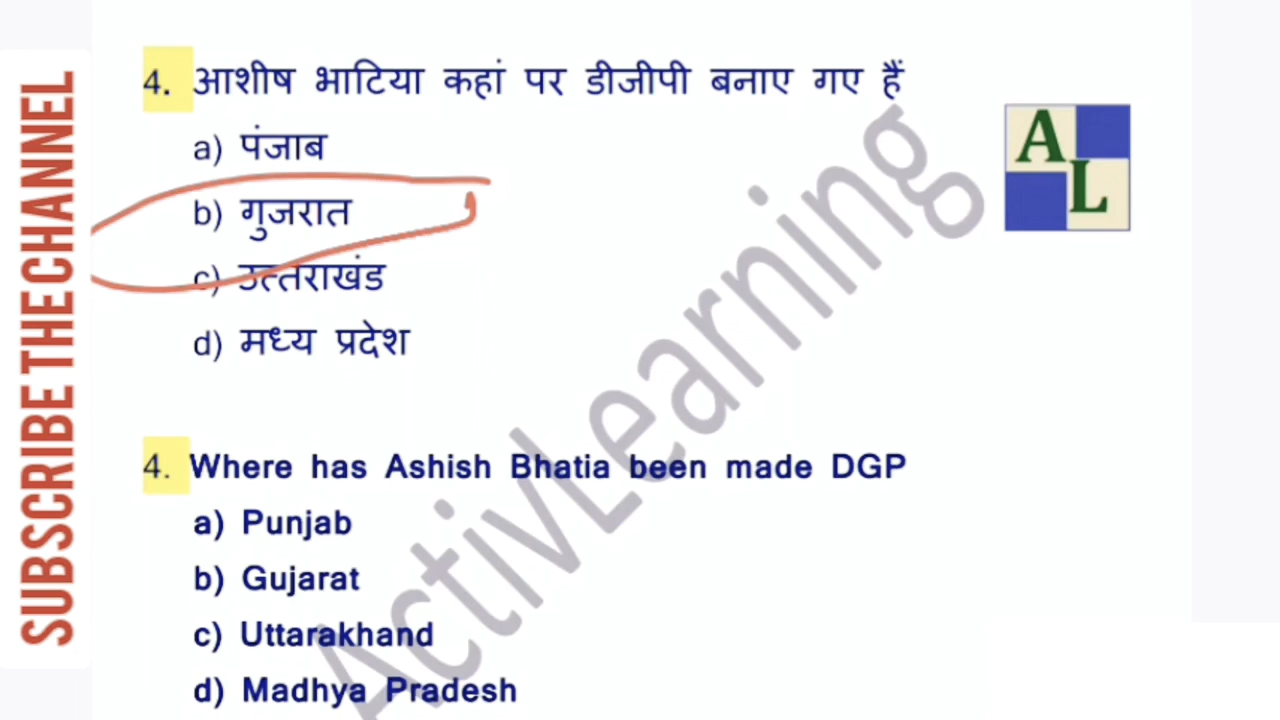 SUBSCRIBE THE CHANNEL
4. आशीष भाटिया कहां पर डीजीपी बनाए गए हैं
a) पंजाब
b) गुजरात
c) उत्तराखंड
d) मध्य प्रदेश
AL
4. Where has Ashish Bhatia been made DGP
a) Punjab
b) Gujarat
c) Uttarakhand
d) Madhya Pradesh
ActivLearning